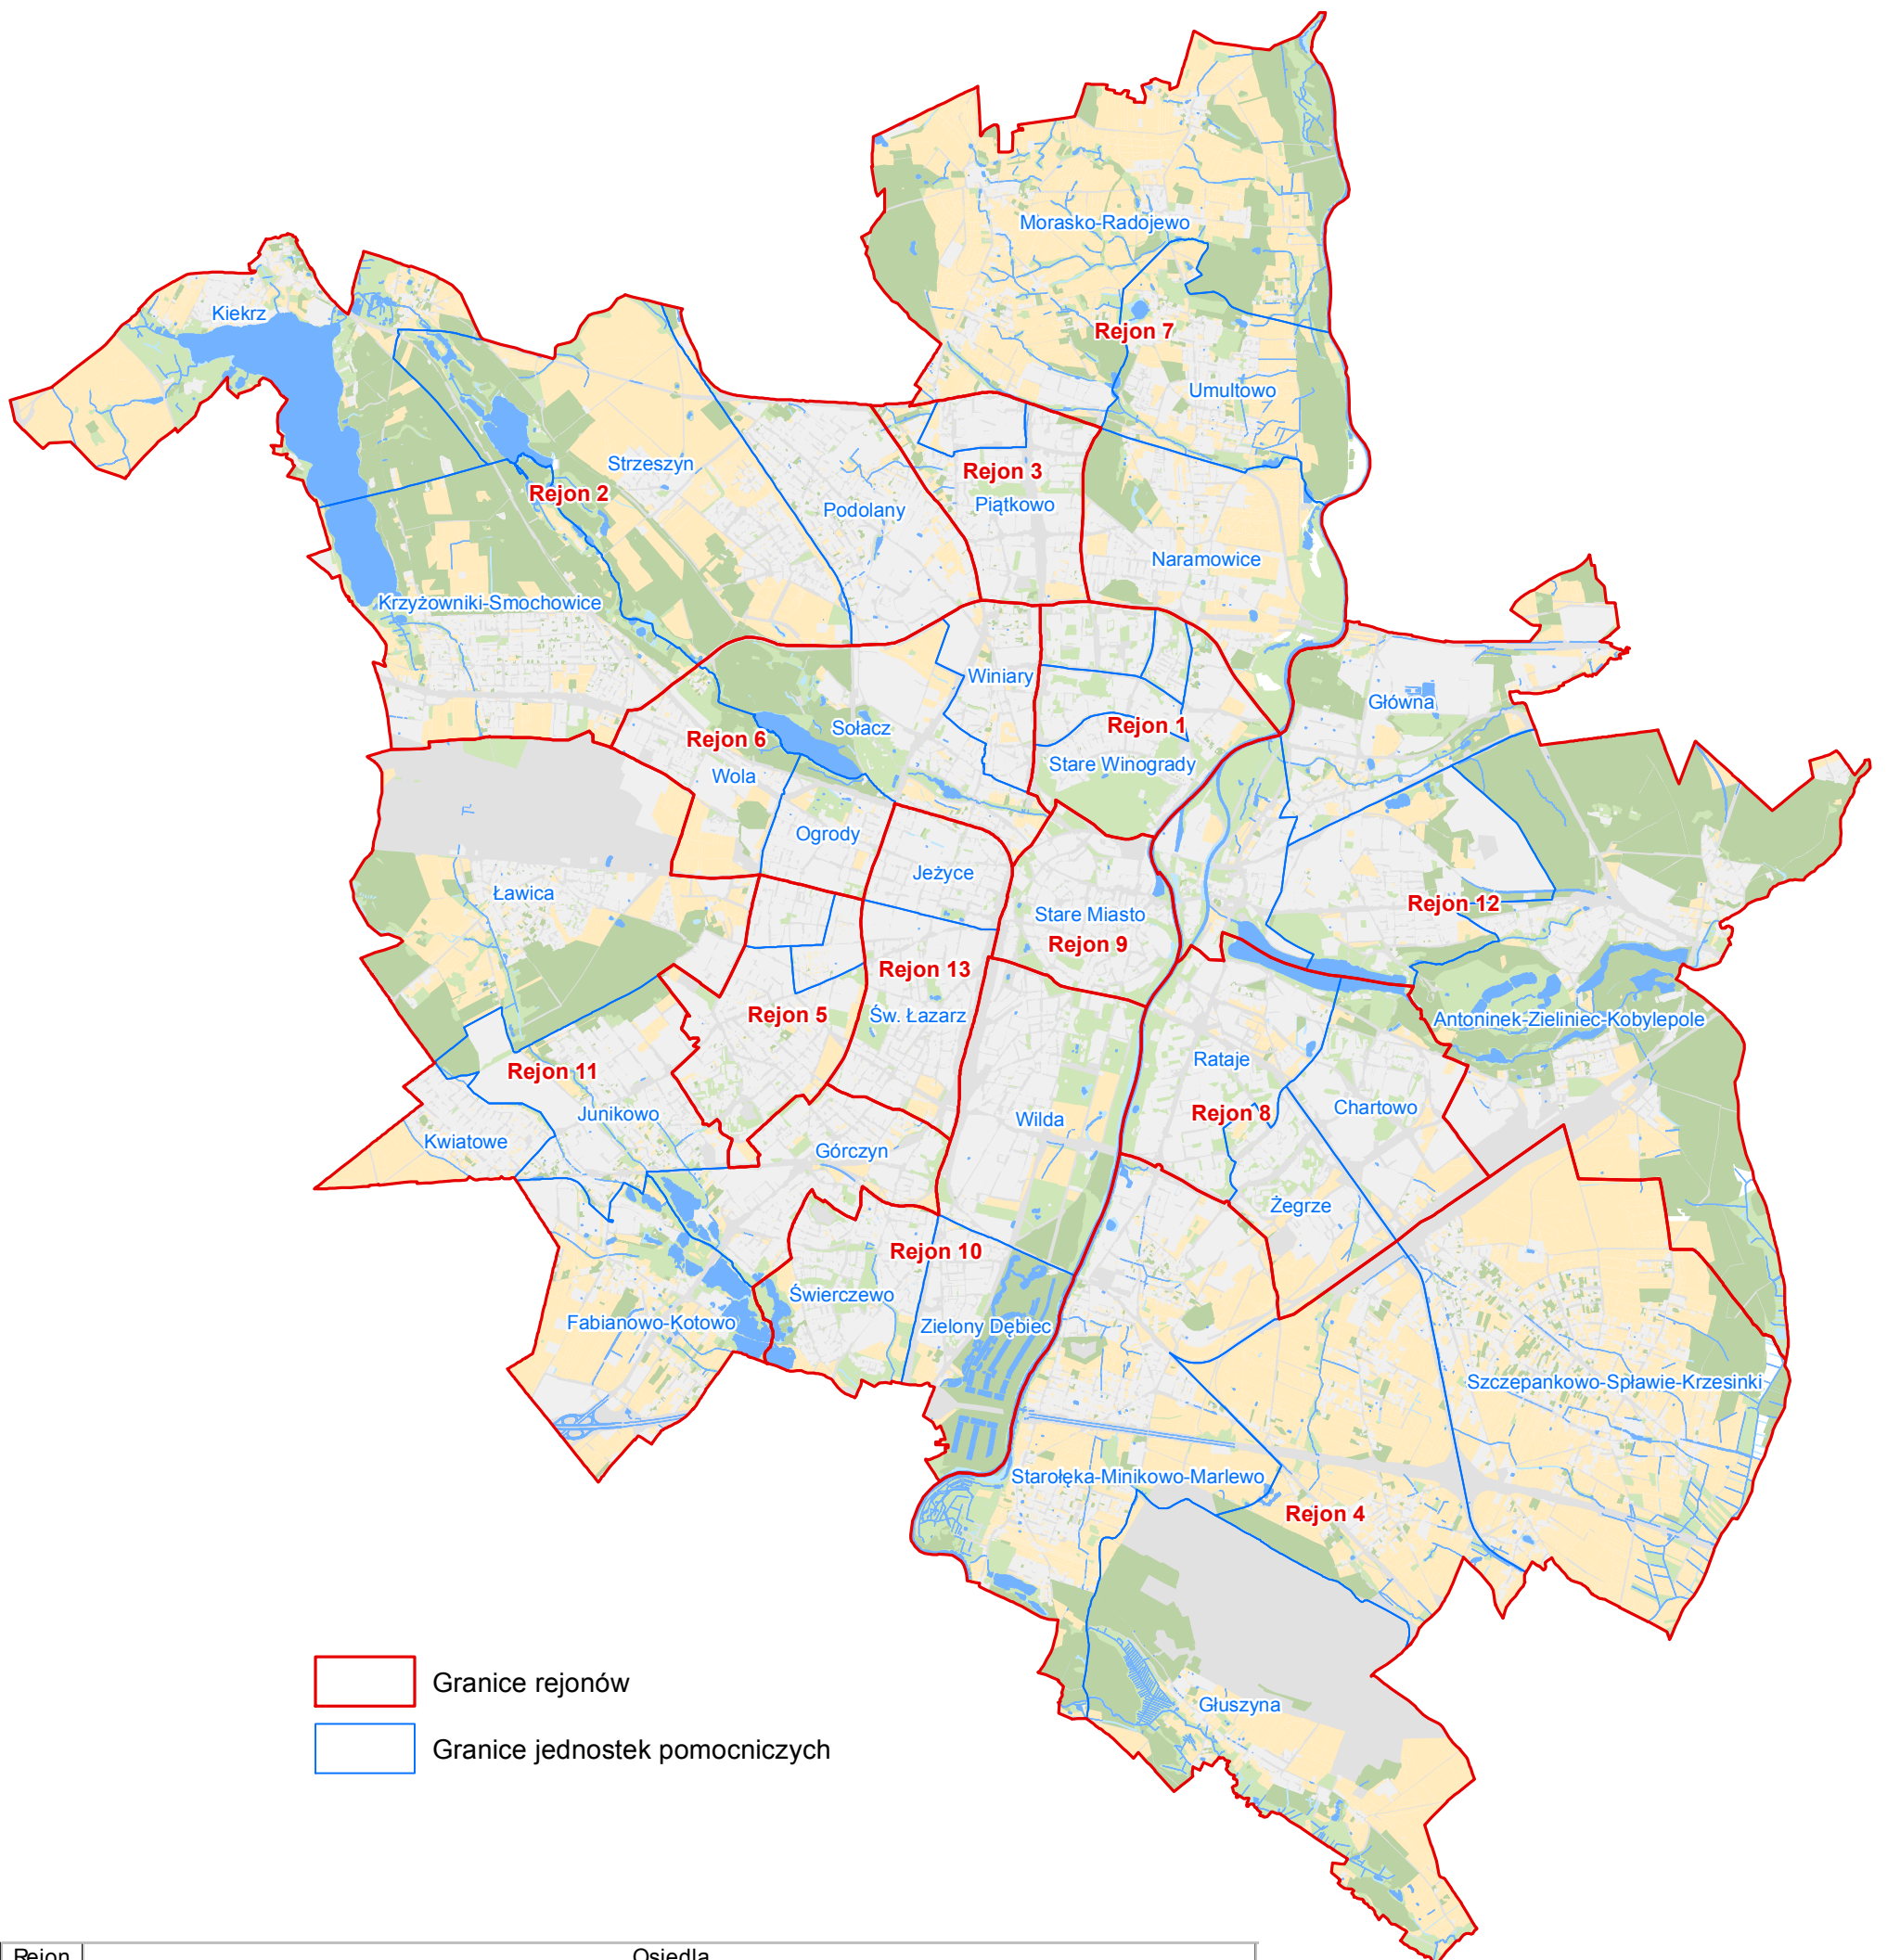 Morasko-Radojewo
Kiekrz
Rejon 7
Umultowo
Strzeszyn
Rejon 3
Rejon 2
Piątkowo
Podolany
Naramowice
Krzyżowniki-Smochowice
Winiary
Główna
Sołacz
Rejon 1
Rejon 6
Stare Winogrady
Wola
Ogrody
Jeżyce
Ławica
Rejon 12
Stare Miasto
Rejon 9
Rejon 13
Rejon 5
Św. Łazarz
Antoninek-Zieliniec-Kobylepole
Rataje
Rejon 11
Chartowo
Junikowo
Rejon 8
Wilda
Kwiatowe
Górczyn
Żegrze
Rejon 10
Świerczewo
Fabianowo-Kotowo
Zielony Dębiec
Szczepankowo-Spławie-Krzesinki
Starołęka-Minikowo-Marlewo
Rejon 4
Granice rejonów
Głuszyna
Granice jednostek pomocniczych
Rejon Osiedla